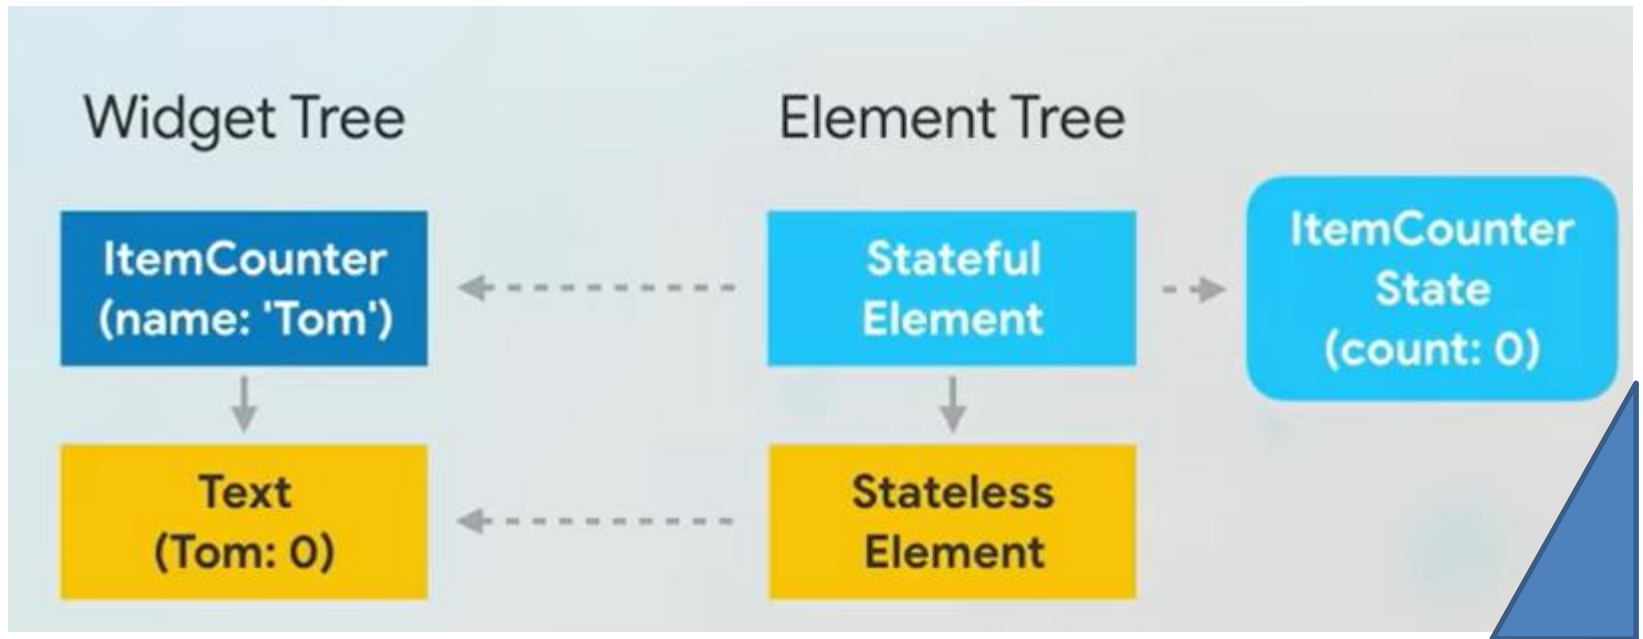 Widget Tree
Element Tree
ItemCounter
(name: 'Tom')
Stateful
Element
ItemCounter
State
(count: 0)
Text
(Tom: 0)
Stateless
Element